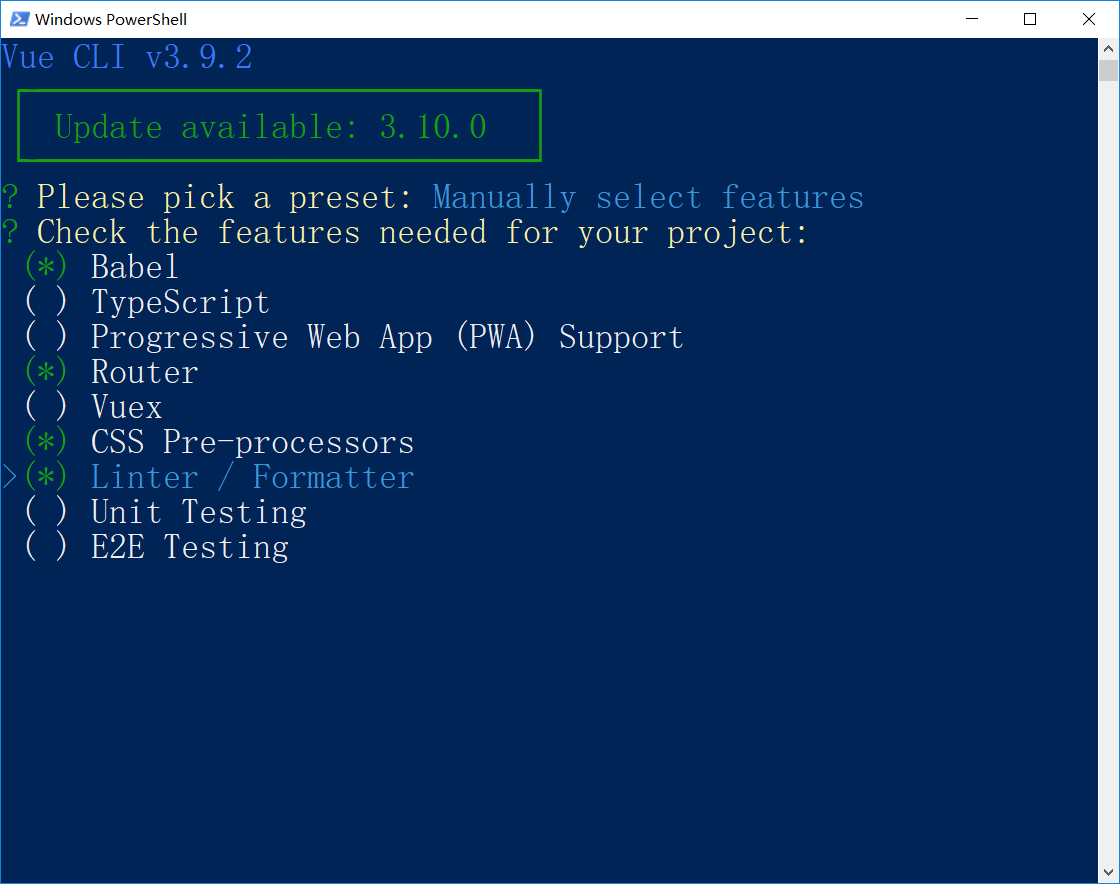 Windows PowerShell
Vue CLI v3.9.2
Update available: 3.10.0
? Please pick a preset: Manually select features
? Check the features needed for your project:
(*) Babel
( ) TypeScript
( ) Progressive Web App (PWA) Support
(*) Router
( ) Vuex
(*) CSS Pre-processors
>(*) Linter / Formatter
( ) Unit Testing
( ) E2E Testing